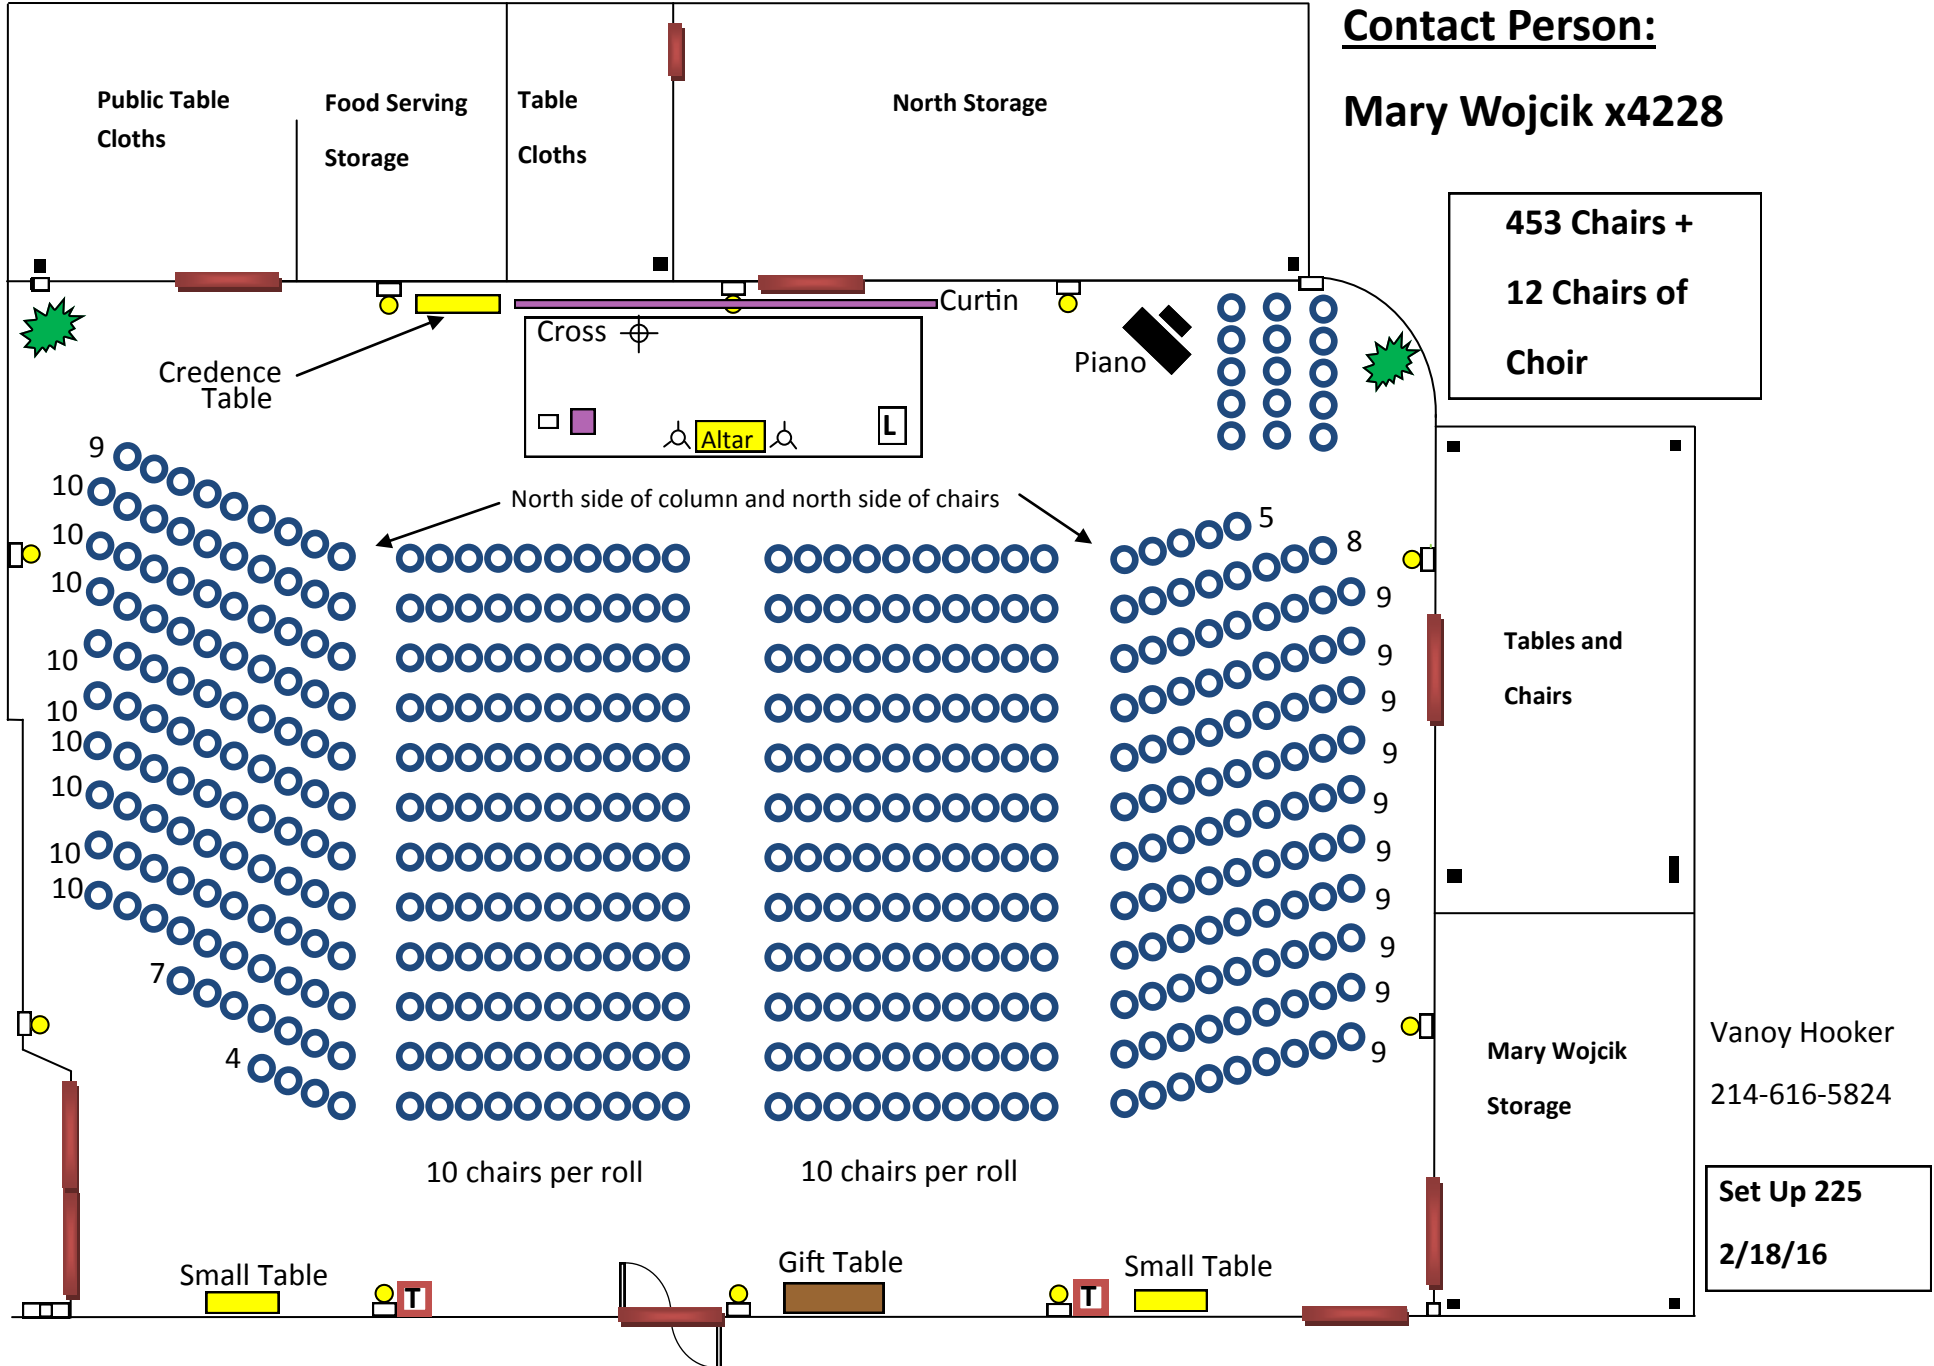 Contact Person:
Mary Wojcik x4228
Public Table
Cloths
Food Serving
Storage
Table
Cloths
North Storage
453 Chairs +
12 Chairs of
Choir
Curtin
Cross
Credence
Table
Piano
Altar
L
North side of column and north side of chairs
9
10
10
10
10
10
10
10
10
10
7
4
5
8
9
9
9
9
9
9
9
9
9
9
Tables and
Chairs
Mary Wojcik
Storage
Vanoy Hooker
214-616-5824
10 chairs per roll
10 chairs per roll
Set Up 225
2/18/16
Small Table
T
Gift Table
T
Small Table